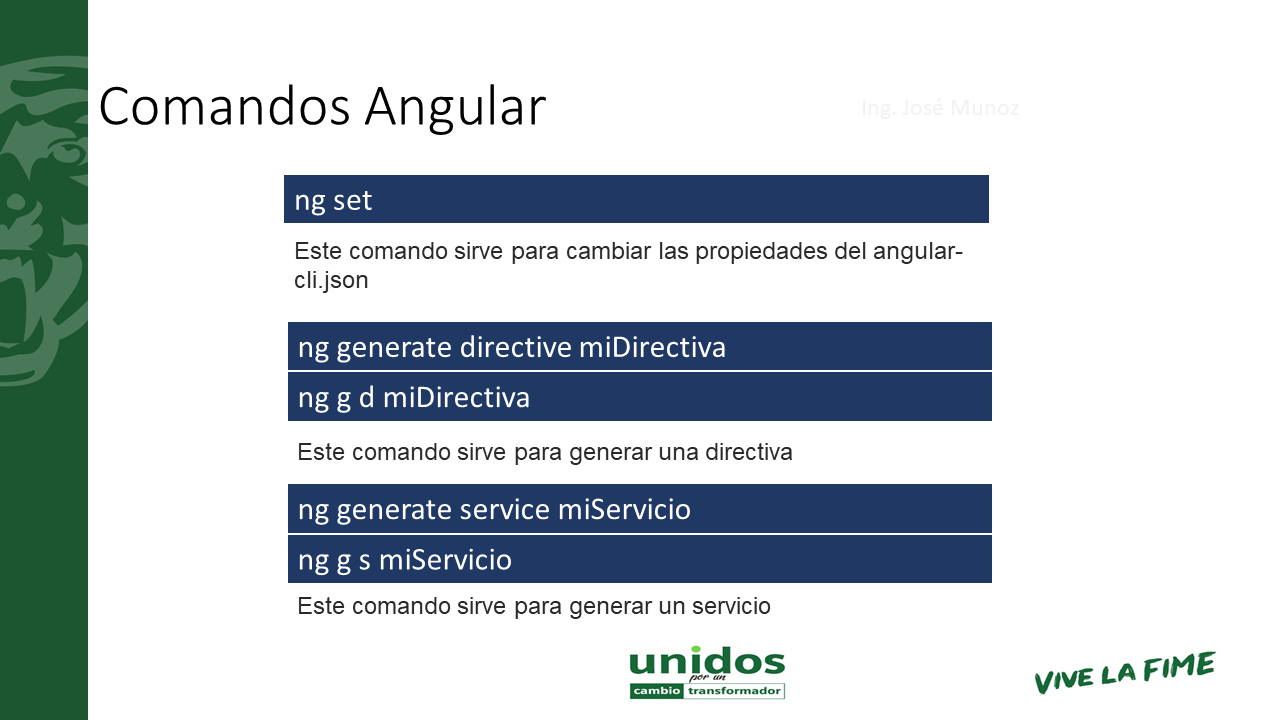 Comandos Angular
Ing. José Munoz
ng set
Este comando sirve para cambiar las propiedades del angular-
cli.json
ng generate directive miDirectiva
ng g d miDirectiva
Este comando sirve para generar una directiva
ng generate service miServicio
ng g s miServicio
Este comando sirve para generar un servicio
unidos
por un
cambio transformador
VIVE LA FIME